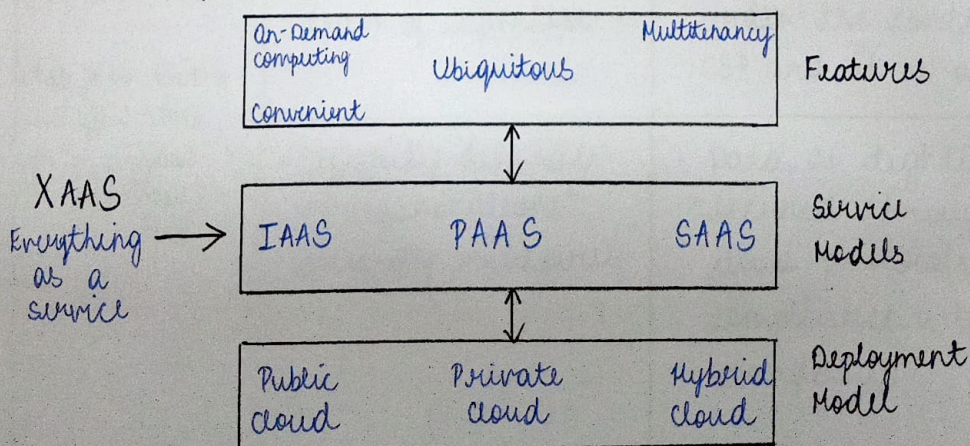 On-Demand
computing
Ubiquitous
Multitenancy
Convenient
Features
XAAS
Everything
as a
service
IAAS PAAS SAAS
Service
Models
Public
cloud
Private
cloud
Hybrid
cloud
Deployment
Model